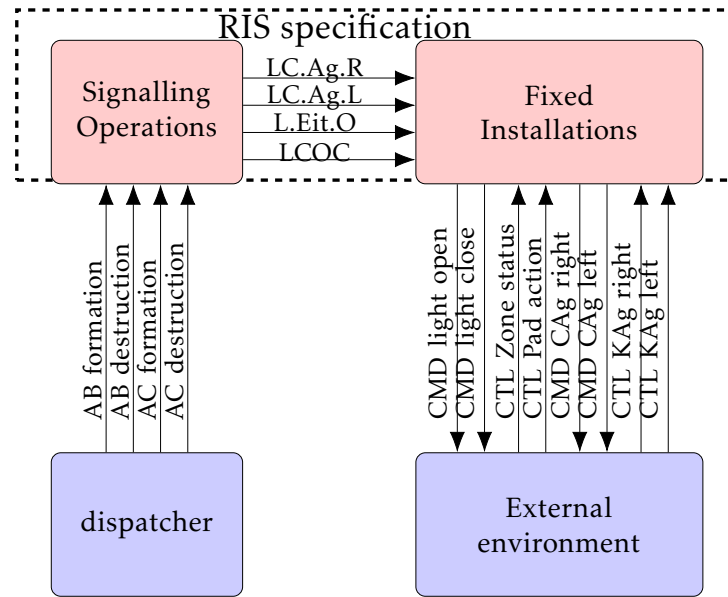 RIS specification
Signalling
Operations
LC.Ag.R
LC.Ag.L
L.Eit.O
LCOC
Fixed
Installations
AB formation
AB destruction
AC formation
AC destruction
CMD light open
CMD light close
CTL Zone status
CTL Pad action
CMD CAg right
CMD CAg left
CTL KAg right
CTL KAg left
dispatcher
External
environment